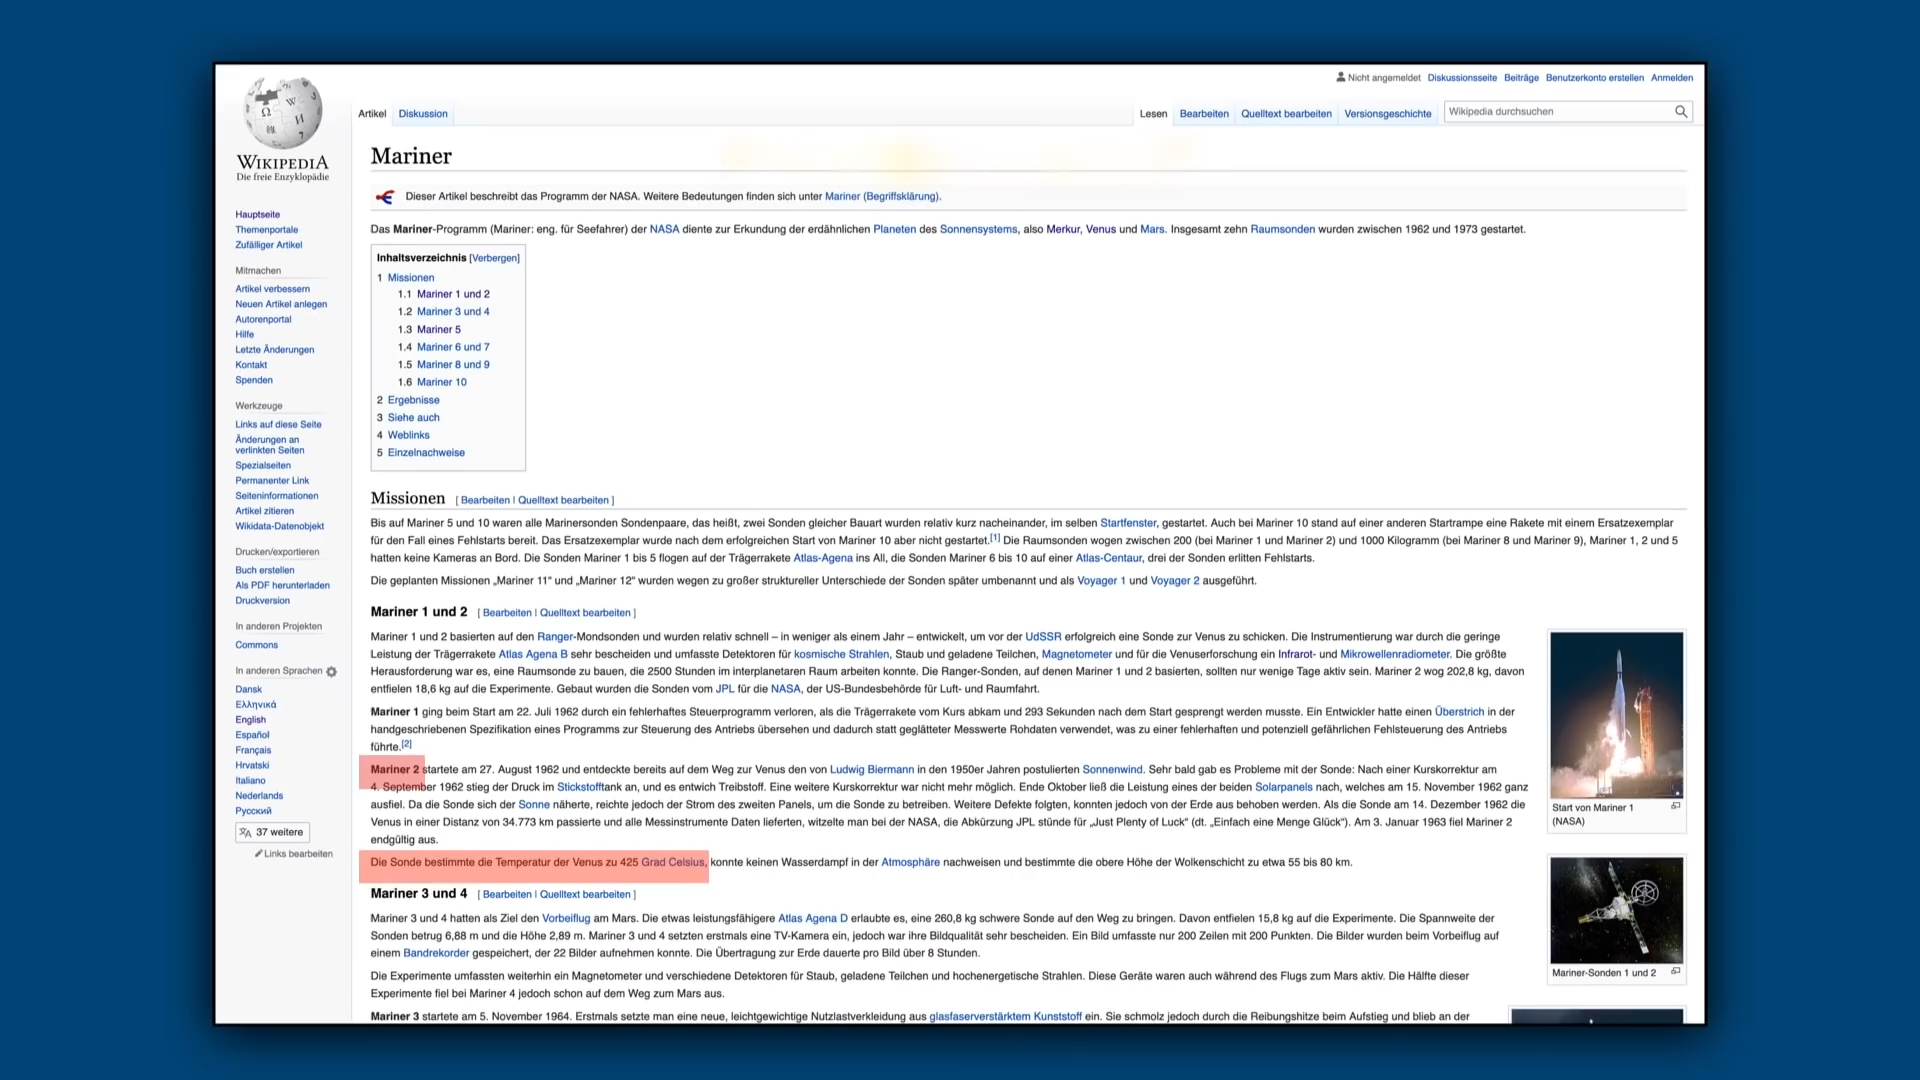 Nicht angemeldet Diskussionsseite Beiträge Benutzerkonto erstellen Anmelden
Artikel Diskussion Lesen Bearbeiten Quelltext bearbeiten Versionsgeschichte Wikipedia durchsuchen
WIKIPEDIA
Die freie Enzyklopädie
Hauptseite
Themenportale
Zufälliger Artikel
Mitmachen
Artikel verbessern
Neuen Artikel anlegen
Autorenportal
Hilfe
Letzte Änderungen
Kontakt
Spenden
Werkzeuge
Links auf diese Seite
Änderungen an
verlinkten Seiten
Spezialseiten
Permanenter Link
Seiteninformationen
Artikel zitieren
Wikidata-Datenobjekt
Drucken/exportieren
Buch erstellen
Als PDF herunterladen
Druckversion
In anderen Projekten
Commons
In anderen Sprachen
Dansk
Ελληνικά
English
Español
Français
Hrvatski
Italiano
Nederlands
Русский
37 weitere
Links bearbeiten
Mariner
Dieser Artikel beschreibt das Programm der NASA. Weitere Bedeutungen finden sich unter Mariner (Begriffsklärung).
Das Mariner-Programm (Mariner: eng. für Seefahrer) der NASA diente zur Erkundung der erdähnlichen Planeten des Sonnensystems, also Merkur, Venus und Mars. Insgesamt zehn Raumsonden wurden zwischen 1962 und 1973 gestartet.
Inhaltsverzeichnis [Verbergen]
1 Missionen
1.1 Mariner 1 und 2
1.2 Mariner 3 und 4
1.3 Mariner 5
1.4 Mariner 6 und 7
1.5 Mariner 8 und 9
1.6 Mariner 10
2 Ergebnisse
3 Siehe auch
4 Weblinks
5 Einzelnachweise
Missionen [ Bearbeiten | Quelltext bearbeiten ]
Bis auf Mariner 5 und 10 waren alle Marinersonden Sondenpaare, das heißt, zwei Sonden gleicher Bauart wurden relativ kurz nacheinander, im selben Startfenster, gestartet. Auch bei Mariner 10 stand auf einer anderen Startrampe eine Rakete mit einem Ersatzexemplar
für den Fall eines Fehlstarts bereit. Das Ersatzexemplar wurde nach dem erfolgreichen Start von Mariner 10 aber nicht gestartet.[1] Die Raumsonden wogen zwischen 200 (bei Mariner 1 und Mariner 2) und 1000 Kilogramm (bei Mariner 8 und Mariner 9), Mariner 1, 2 und 5
hatten keine Kameras an Bord. Die Sonden Mariner 1 bis 5 flogen auf der Trägerrakete Atlas-Agena ins All, die Sonden Mariner 6 bis 10 auf einer Atlas-Centaur, drei der Sonden erlitten Fehlstarts.
Die geplanten Missionen „Mariner 11“ und „Mariner 12“ wurden wegen zu großer struktureller Unterschiede der Sonden später umbenannt und als Voyager 1 und Voyager 2 ausgeführt.
Mariner 1 und 2 [ Bearbeiten | Quelltext bearbeiten ]
Mariner 1 und 2 basierten auf den Ranger-Mondsonden und wurden relativ schnell – in weniger als einem Jahr – entwickelt, um vor der UdSSR erfolgreich eine Sonde zur Venus zu schicken. Die Instrumentierung war durch die geringe
Leistung der Trägerrakete Atlas Agena B sehr bescheiden und umfasste Detektoren für kosmische Strahlen, Staub und geladene Teilchen, Magnetometer und für die Venuserforschung ein Infrarot- und Mikrowellenradiometer. Die größte
Herausforderung war es, eine Raumsonde zu bauen, die 2500 Stunden im interplanetaren Raum arbeiten konnte. Die Ranger-Sonden, auf denen Mariner 1 und 2 basierten, sollten nur wenige Tage aktiv sein. Mariner 2 wog 202,8 kg, davon
entfielen 18,6 kg auf die Experimente. Gebaut wurden die Sonden vom JPL für die NASA, der US-Bundesbehörde für Luft- und Raumfahrt.
Mariner 1 ging beim Start am 22. Juli 1962 durch ein fehlerhaftes Steuerprogramm verloren, als die Trägerrakete vom Kurs abkam und 293 Sekunden nach dem Start gesprengt werden musste. Ein Entwickler hatte einen Überstrich in der
handgeschriebenen Spezifikation eines Programms zur Steuerung des Antriebs übersehen und dadurch statt geglätteter Messwerte Rohdaten verwendet, was zu einer fehlerhaften und potenziell gefährlichen Fehlsteuerung des Antriebs
führte.[2]
Mariner 2 startete am 27. August 1962 und entdeckte bereits auf dem Weg zur Venus den von Ludwig Biermann in den 1950er Jahren postulierten Sonnenwind. Sehr bald gab es Probleme mit der Sonde: Nach einer Kurskorrektur am
4. September 1962 stieg der Druck im Stickstofftank an, und es entwich Treibstoff. Eine weitere Kurskorrektur war nicht mehr möglich. Ende Oktober ließ die Leistung eines der beiden Solarpanels nach, welches am 15. November 1962 ganz
ausfiel. Da die Sonde sich der Sonne näherte, reichte jedoch der Strom des zweiten Panels, um die Sonde zu betreiben. Weitere Defekte folgten, konnten jedoch von der Erde aus behoben werden. Als die Sonde am 14. Dezember 1962 die
Venus in einer Distanz von 34.773 km passierte und alle Messinstrumente Daten lieferten, witzelte man bei der NASA, die Abkürzung JPL stünde für „Just Plenty of Luck“ (dt. „Einfach eine Menge Glück“). Am 3. Januar 1963 fiel Mariner 2
endgültig aus.
Die Sonde bestimmte die Temperatur der Venus zu 425 Grad Celsius, konnte keinen Wasserdampf in der Atmosphäre nachweisen und bestimmte die obere Höhe der Wolkenschicht zu etwa 55 bis 80 km.
Start von Mariner 1
(NASA)
Mariner-Sonden 1 und 2
Mariner 3 und 4 [ Bearbeiten | Quelltext bearbeiten ]
Mariner 3 und 4 hatten als Ziel den Vorbeiflug am Mars. Die etwas leistungsfähigere Atlas Agena D erlaubte es, eine 260,8 kg schwere Sonde auf den Weg zu bringen. Davon entfielen 15,8 kg auf die Experimente. Die Spannweite der
Sonden betrug 6,88 m und die Höhe 2,89 m. Mariner 3 und 4 setzten erstmals eine TV-Kamera ein, jedoch war ihre Bildqualität sehr bescheiden. Ein Bild umfasste nur 200 Zeilen mit 200 Punkten. Die Bilder wurden beim Vorbeiflug auf
einem Bandrekorder gespeichert, der 22 Bilder aufnehmen konnte. Die Übertragung zur Erde dauerte pro Bild über 8 Stunden.
Die Experimente umfassten weiterhin ein Magnetometer und verschiedene Detektoren für Staub, geladene Teilchen und hochenergetische Strahlen. Diese Geräte waren auch während des Flugs zum Mars aktiv. Die Hälfte dieser
Experimente fiel bei Mariner 4 jedoch schon auf dem Weg zum Mars aus.
Mariner 3 startete am 5. November 1964. Erstmals setzte man eine neue, leichtgewichtige Nutzlastverkleidung aus glasfaserverstärktem Kunststoff ein. Sie schmolz jedoch durch die Reibungshitze beim Aufstieg und blieb an der